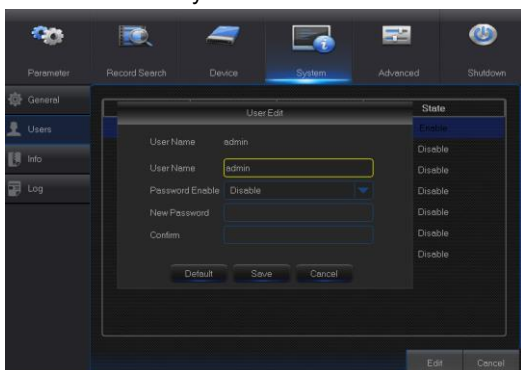 Parameter Record Search Device System Advanced Shutdown
General
Users
Info
Log
State
Enable
Disable
Disable
Disable
Disable
Disable
Disable
User Edit
User Name admin
User Name admin
Password Enable Disable
New Password
Confirm
Default Save Cancel
Edit Cancel